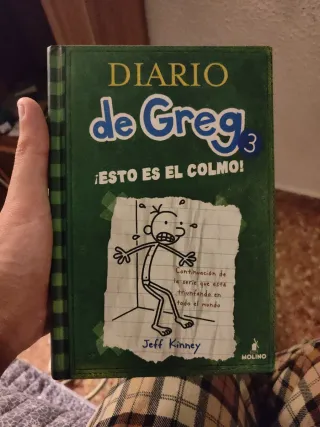 DIARIO
de Greg 3
¡ESTO ES EL COLMO!
Continuación de
la serie que está
triunfando en
todo el mundo
Jeff Kinney
MOLINO